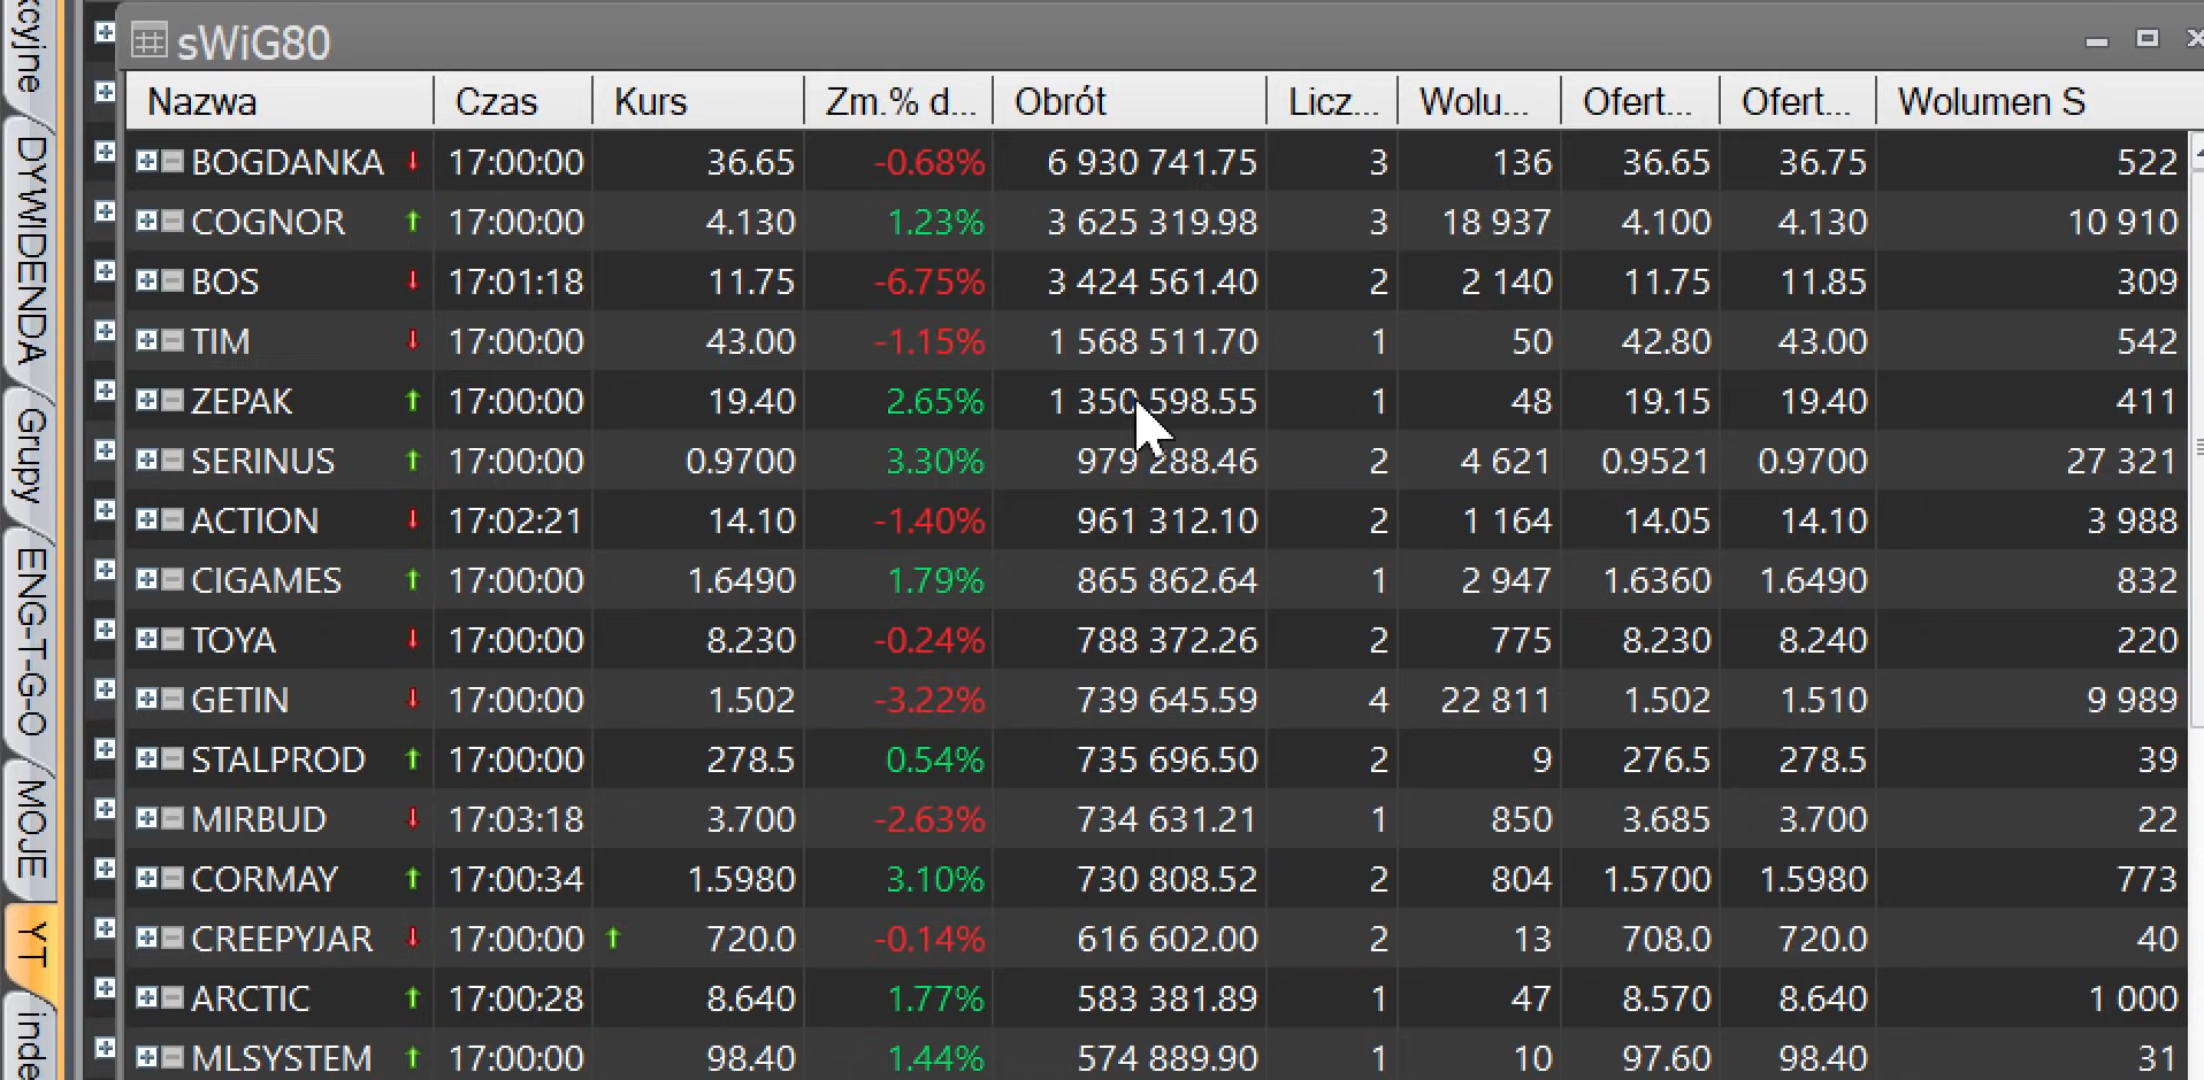 sWiG80
Nazwa Czas Kurs Zm.% d... Obrót Licz... Wolu... Ofert... Ofert... Wolumen S
BOGDANKA 17:00:00 36.65 -0.68% 6 930 741.75 3 136 36.65 36.75 522
COGNOR 17:00:00 4.130 1.23% 3 625 319.98 3 18 937 4.100 4.130 10 910
BOS 17:01:18 11.75 -6.75% 3 424 561.40 2 2 140 11.75 11.85 309
TIM 17:00:00 43.00 -1.15% 1 568 511.70 1 50 42.80 43.00 542
ZEPAK 17:00:00 19.40 2.65% 1 350 598.55 1 48 19.15 19.40 411
SERINUS 17:00:00 0.9700 3.30% 979 288.46 2 4 621 0.9521 0.9700 27 321
ACTION 17:02:21 14.10 -1.40% 961 312.10 2 1 164 14.05 14.10 3 988
CIGAMES 17:00:00 1.6490 1.79% 865 862.64 1 2 947 1.6360 1.6490 832
TOYA 17:00:00 8.230 -0.24% 788 372.26 2 775 8.230 8.240 220
GETIN 17:00:00 1.502 -3.22% 739 645.59 4 22 811 1.502 1.510 9 989
STALPROD 17:00:00 278.5 0.54% 735 696.50 2 9 276.5 278.5 39
MIRBUD 17:03:18 3.700 -2.63% 734 631.21 1 850 3.685 3.700 22
CORMAY 17:00:34 1.5980 3.10% 730 808.52 2 804 1.5700 1.5980 773
CREEPYJAR 17:00:00 720.0 -0.14% 616 602.00 2 13 708.0 720.0 40
ARCTIC 17:00:28 8.640 1.77% 583 381.89 1 47 8.570 8.640 1 000
MLSYSTEM 17:00:00 98.40 1.44% 574 889.90 1 10 97.60 98.40 31
kcyjne
DYWIDENDA
Grupy
ENG-T-G-O
MOJE
YT
inde